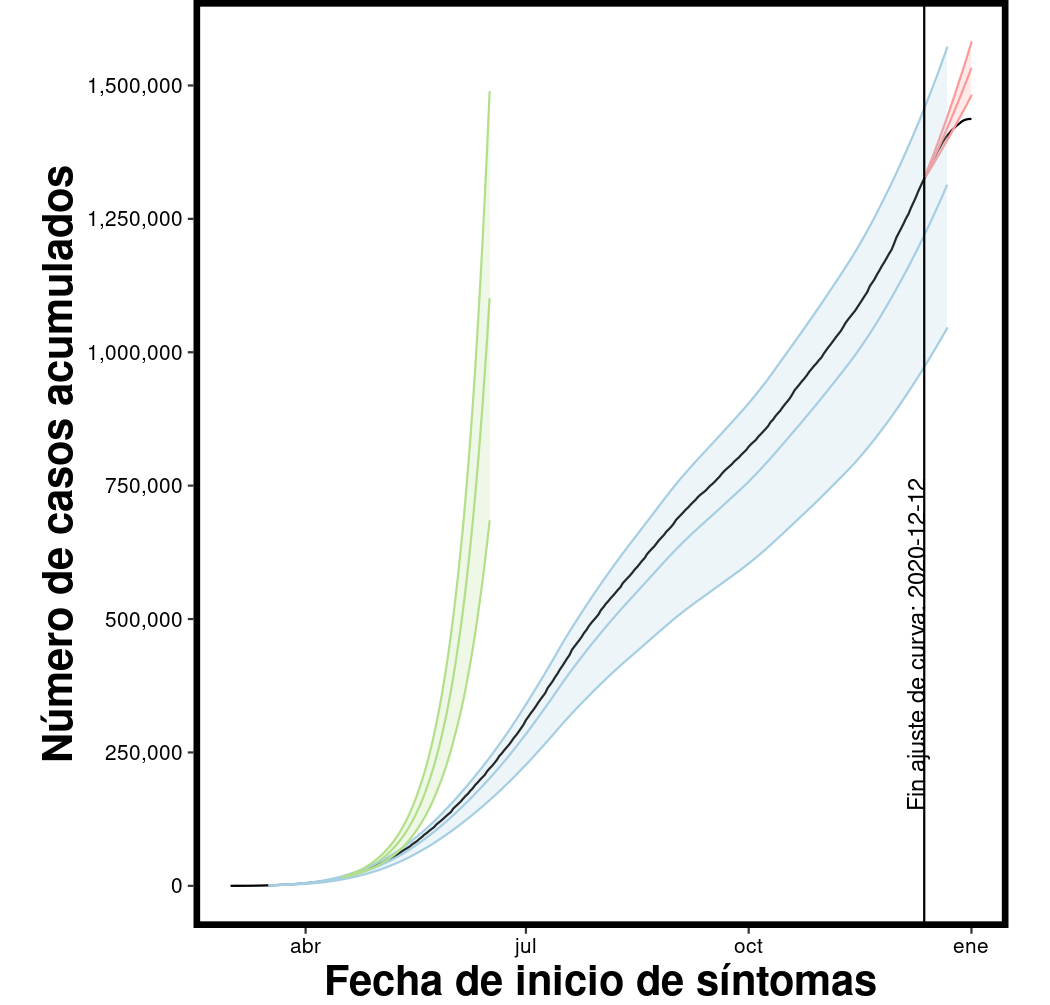 Número de casos acumulados
1,500,000
1,250,000
1,000,000
750,000
500,000
250,000
0
Fin ajuste de curva: 2020-12-12
abr
jul
oct
ene
Fecha de inicio de síntomas